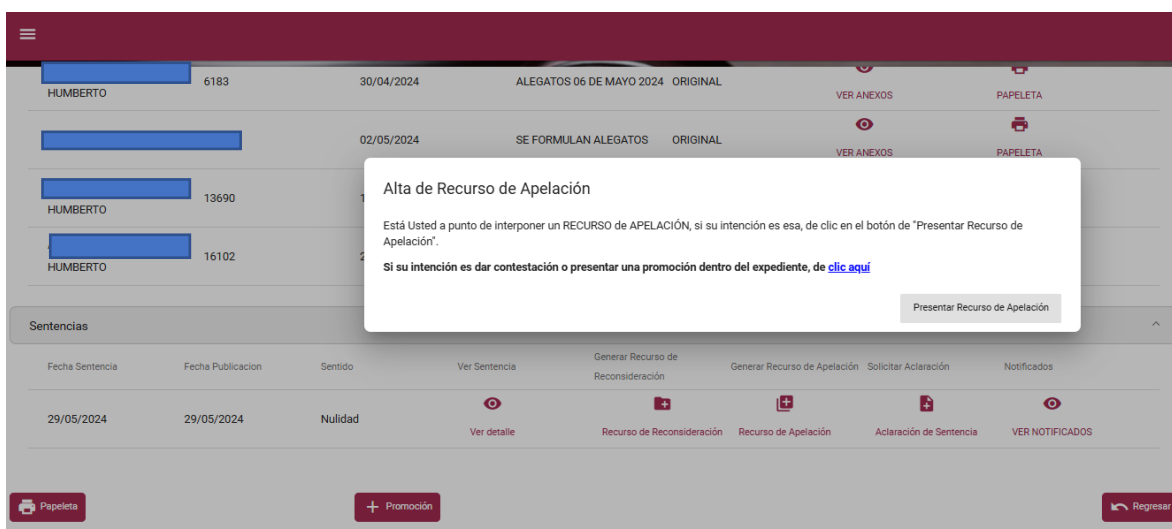 6183 30/04/2024 ALEGATOS 06 DE MAYO 2024 ORIGINAL
HUMBERTO VER ANEXOS PAPELETA
02/05/2024 SE FORMULAN ALEGATOS ORIGINAL
VER ANEXOS PAPELETA
13690
HUMBERTO
16102
HUMBERTO
Alta de Recurso de Apelación
Está Usted a punto de interponer un RECURSO de APELACIÓN, si su intención es esa, de clic en el botón de "Presentar Recurso de
Apelación".
Si su intención es dar contestación o presentar una promoción dentro del expediente, de clic aquí
Presentar Recurso de Apelación
Sentencias
Fecha Sentencia Fecha Publicacion Sentido Ver Sentencia Generar Recurso de Reconsideración Generar Recurso de Apelación Solicitar Aclaración Notificados
29/05/2024 29/05/2024 Nulidad Ver detalle Recurso de Reconsideración Recurso de Apelación Aclaración de Sentencia VER NOTIFICADOS
Papeleta Promoción Regresar